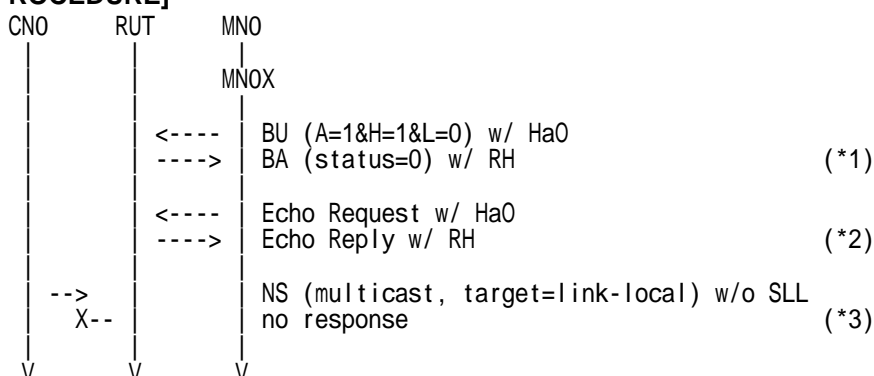 ROCEDURE]
CN0 RUT MN0
MN0X
<---- BU (A=1&H=1&L=0) w/ HaO
----> BA (status=0) w/ RH (*1)
<---- Echo Request w/ HaO
----> Echo Reply w/ RH (*2)
--> NS (multicast, target=link-local) w/o SLL
X-- no response (*3)
V V V